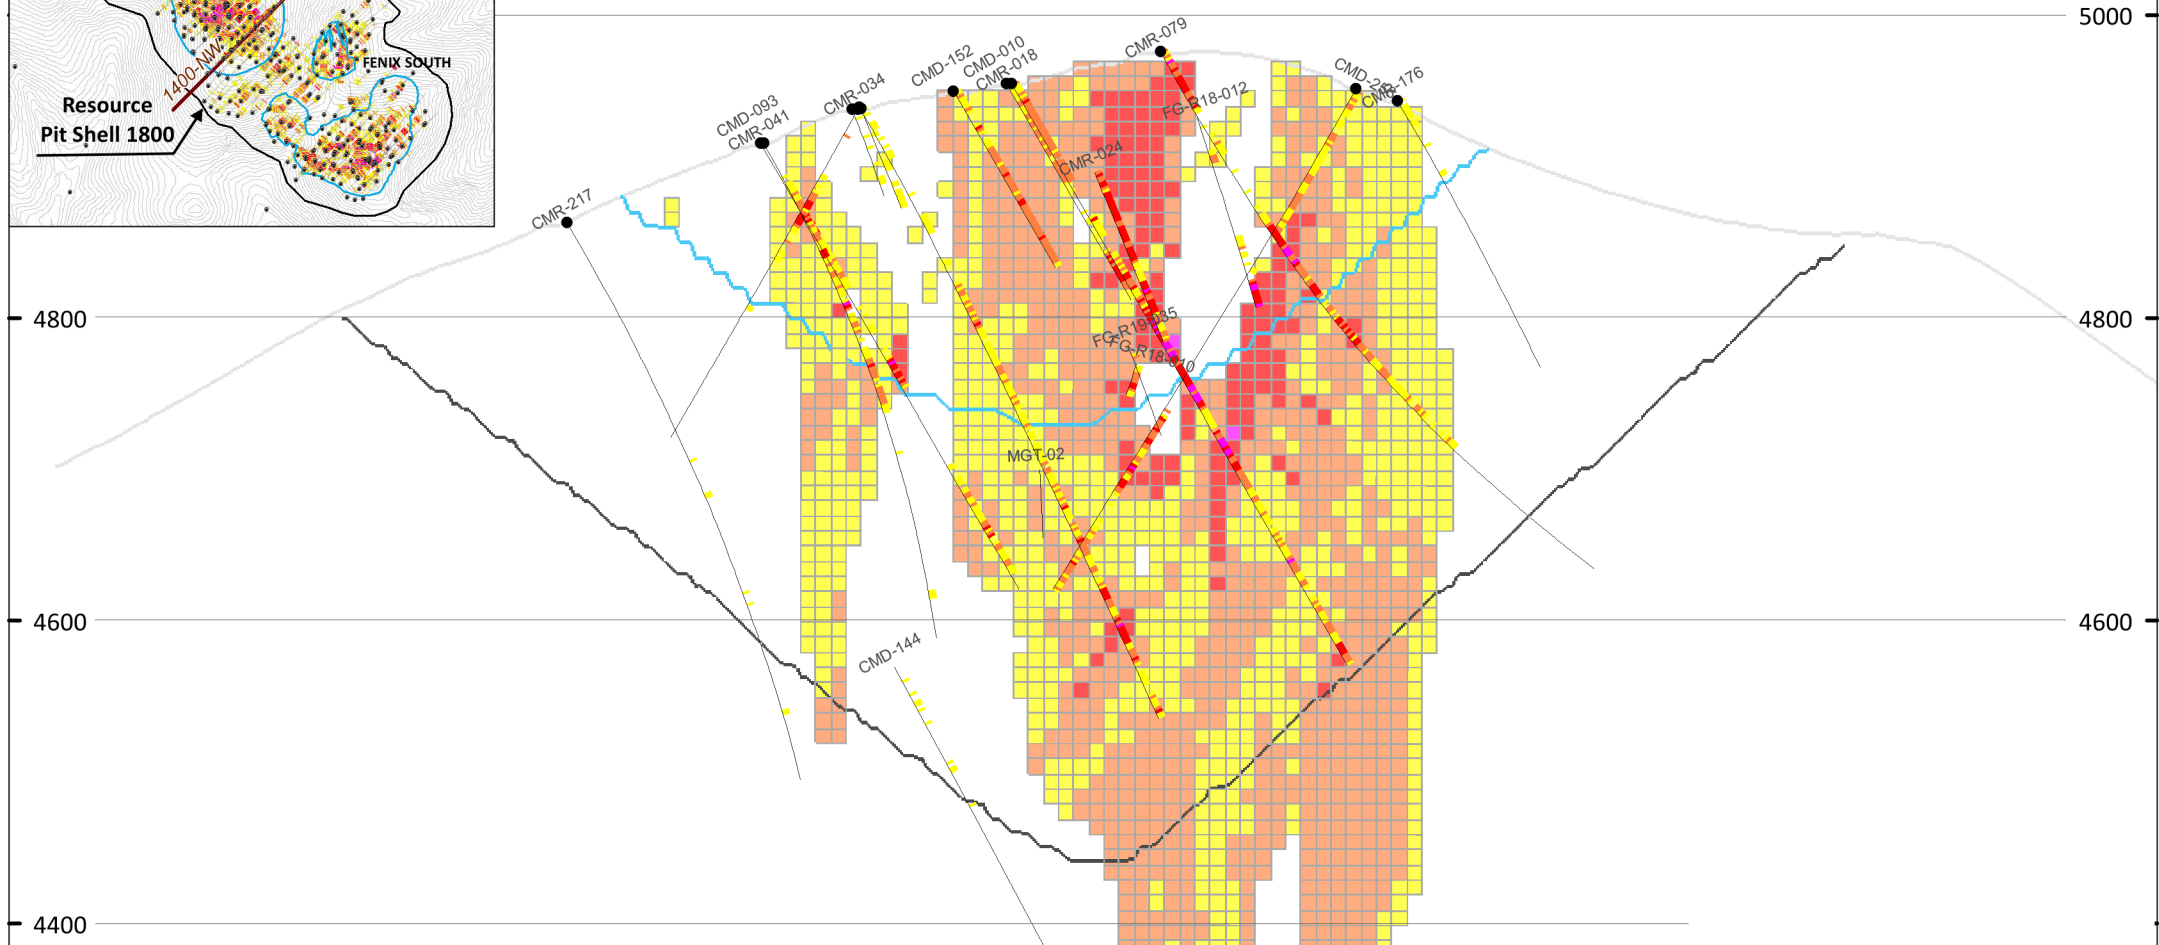 5000
4800
4600
4400
5000
4800
4600
1400-NW
FENIX SOUTH
Resource
Pit Shell 1800
CMR-217
CMD-093
CMR-041
CMR-034
CMD-152
CMD-010
CMR-018
CMR-079
FG-R18-012
CMR-024
CMR-176
FG-R19-035
FG-R18-010
MGT-02
CMD-144